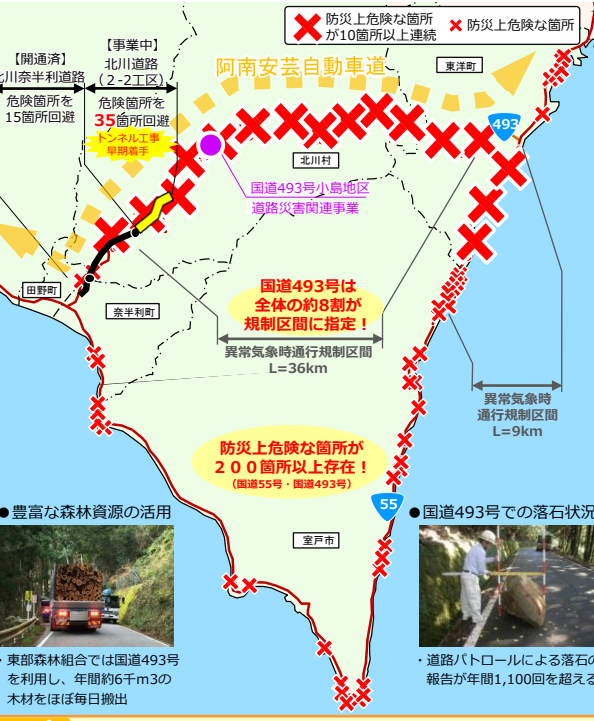 防災上危険な箇所
が10箇所以上連続
防災上危険な箇所
【開通済】
北川奈半利道路
危険箇所を
15箇所回避
【事業中】
北川道路
(2-2工区)
危険箇所を
35箇所回避
トンネル工事
早期着手
阿南安芸自動車道
東洋町
493
北川村
国道493号小島地区
道路災害関連事業
田野町
奈半利町
国道493号は
全体の約8割が
規制区間に指定!
異常気象時通行規制区間
L=36km
異常気象時
通行規制区間
L=9km
防災上危険な箇所が
200箇所以上存在!
(国道55号・国道493号)
55
室戸市
●豊富な森林資源の活用
・東部森林組合では国道493号
を利用し、年間約6千m3の
木材をほぼ毎日搬出
●国道493号での落石状況
・道路パトロールによる落石の
報告が年間1,100回を超える